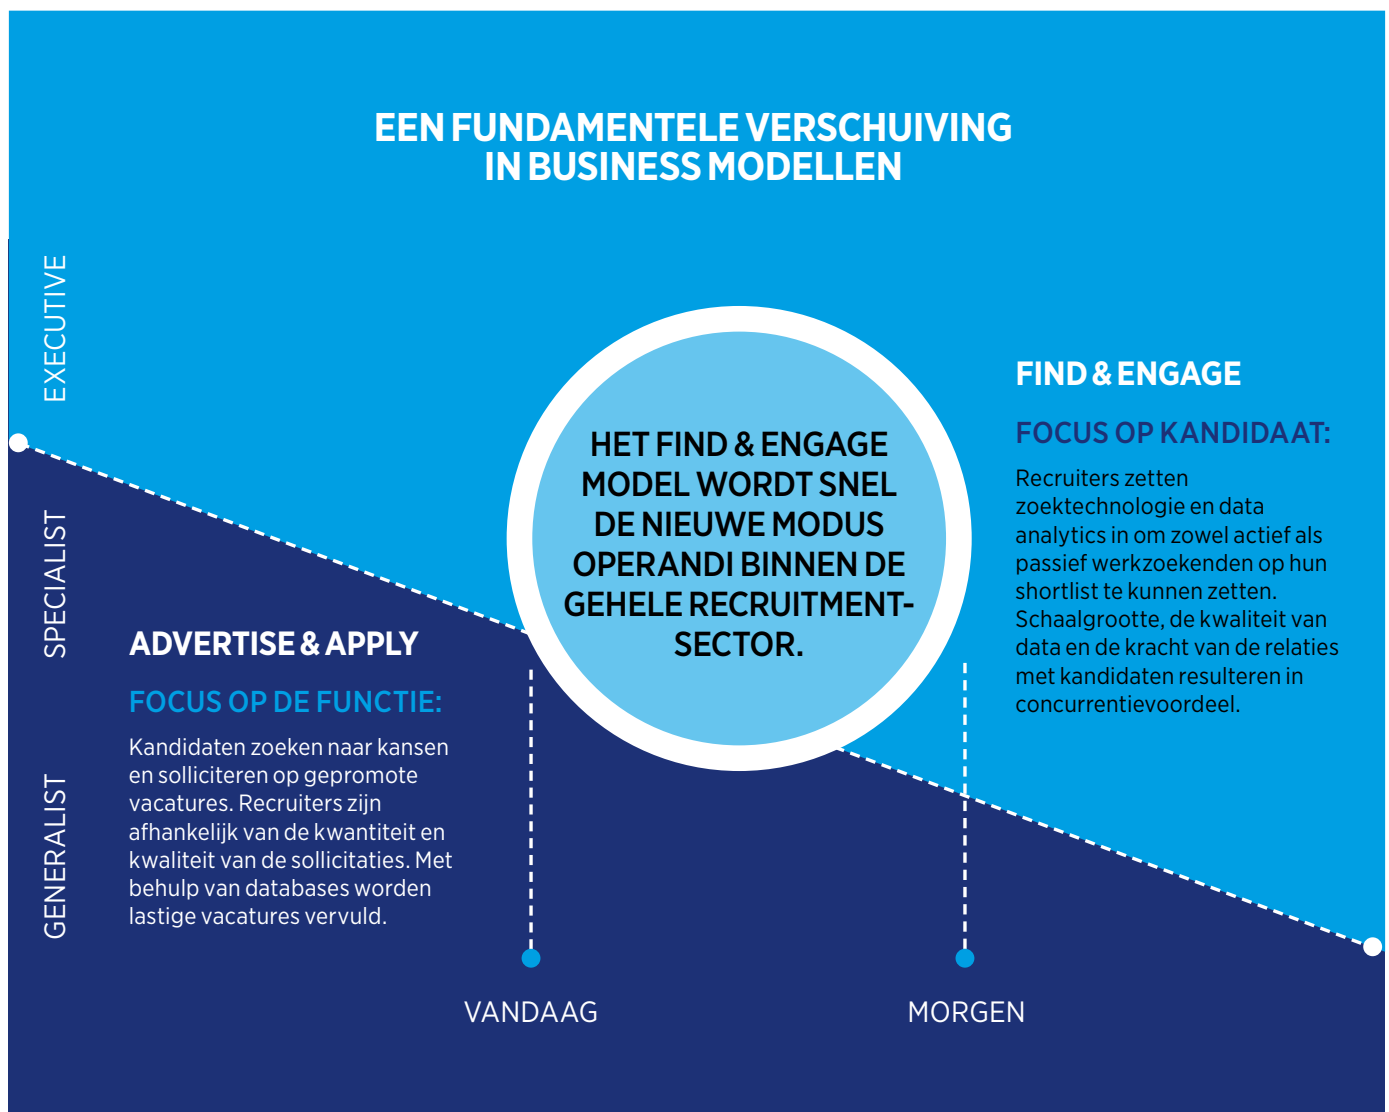 EEN FUNDAMENTELE VERSCHUIVING
IN BUSINESS MODELLEN
EXECUTIVE
SPECIALIST
GENERALIST
ADVERTISE & APPLY
FOCUS OP DE FUNCTIE:
Kandidaten zoeken naar kansen
en solliciteren op gepromote
vacatures. Recruiters zijn
afhankelijk van de kwantiteit en
kwaliteit van de sollicitaties. Met
behulp van databases worden
lastige vacatures vervuld.
HET FIND & ENGAGE
MODEL WORDT SNEL
DE NIEUWE MODUS
OPERANDI BINNEN DE
GEHELE RECRUITMENT-
SECTOR.
FIND & ENGAGE
FOCUS OP KANDIDAAT:
Recruiters zetten
zoektechnologie en data
analytics in om zowel actief als
passief werkzoekenden op hun
shortlist te kunnen zetten.
Schaalgrootte, de kwaliteit van
data en de kracht van de relaties
met kandidaten resulteren in
concurrentievoordeel.
VANDAAG
MORGEN